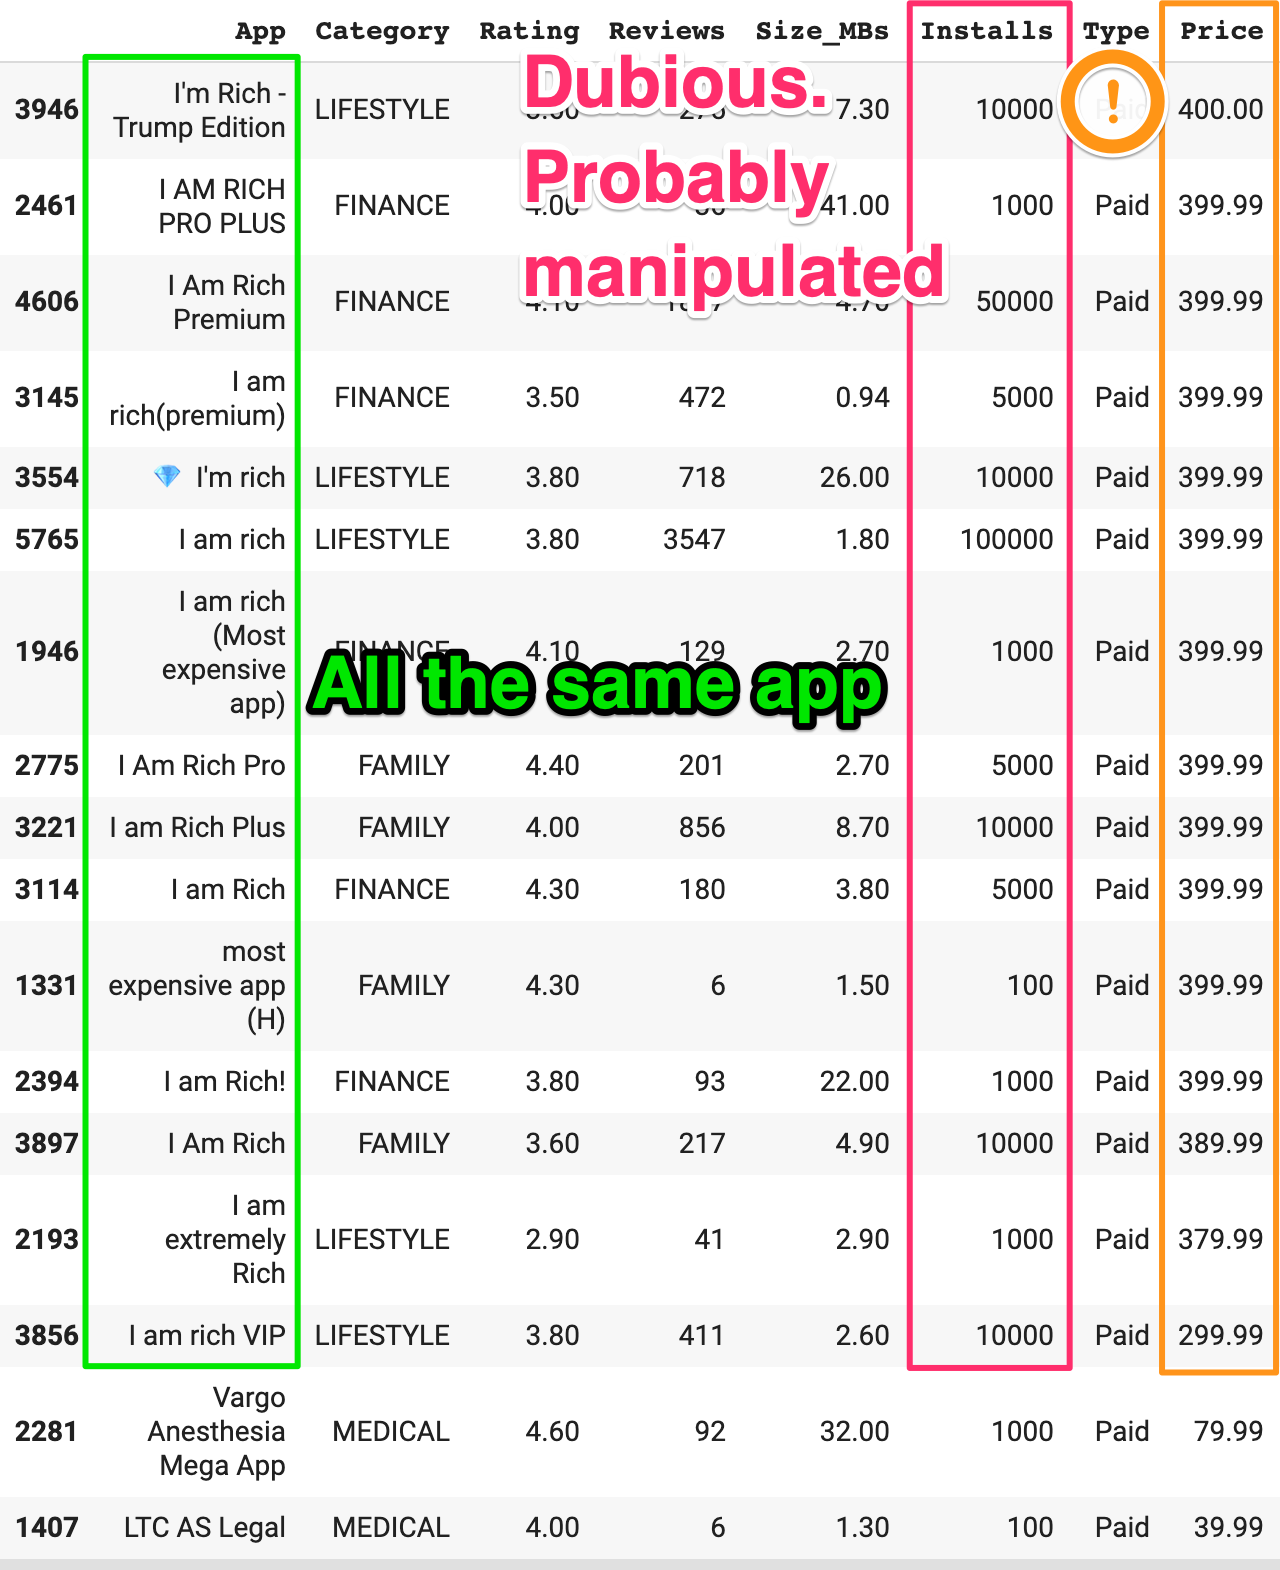 App Category Rating Reviews Size_MBs Installs Type Price
3946 I'm Rich - Trump Edition LIFESTYLE 7.30 10000 Paid 400.00
2461 I AM RICH PRO PLUS FINANCE 4.00 41.00 1000 Paid 399.99
4606 I Am Rich Premium FINANCE 4.10 4.70 50000 Paid 399.99
3145 I am rich(premium) FINANCE 3.50 472 0.94 5000 Paid 399.99
3554 💎 I'm rich LIFESTYLE 3.80 718 26.00 10000 Paid 399.99
5765 I am rich LIFESTYLE 3.80 3547 1.80 100000 Paid 399.99
1946 I am rich (Most expensive app) FINANCE 4.10 129 2.70 1000 Paid 399.99
2775 I Am Rich Pro FAMILY 4.40 201 2.70 5000 Paid 399.99
3221 I am Rich Plus FAMILY 4.00 856 8.70 10000 Paid 399.99
3114 I am Rich FINANCE 4.30 180 3.80 5000 Paid 399.99
1331 most expensive app (H) FAMILY 4.30 6 1.50 100 Paid 399.99
2394 I am Rich! FINANCE 3.80 93 22.00 1000 Paid 399.99
3897 I Am Rich FAMILY 3.60 217 4.90 10000 Paid 389.99
2193 I am extremely Rich LIFESTYLE 2.90 41 2.90 1000 Paid 379.99
3856 I am rich VIP LIFESTYLE 3.80 411 2.60 10000 Paid 299.99
2281 Vargo Anesthesia Mega App MEDICAL 4.60 92 32.00 1000 Paid 79.99
1407 LTC AS Legal MEDICAL 4.00 6 1.30 100 Paid 39.99
Dubious.
Probably
manipulated
!
All the same app